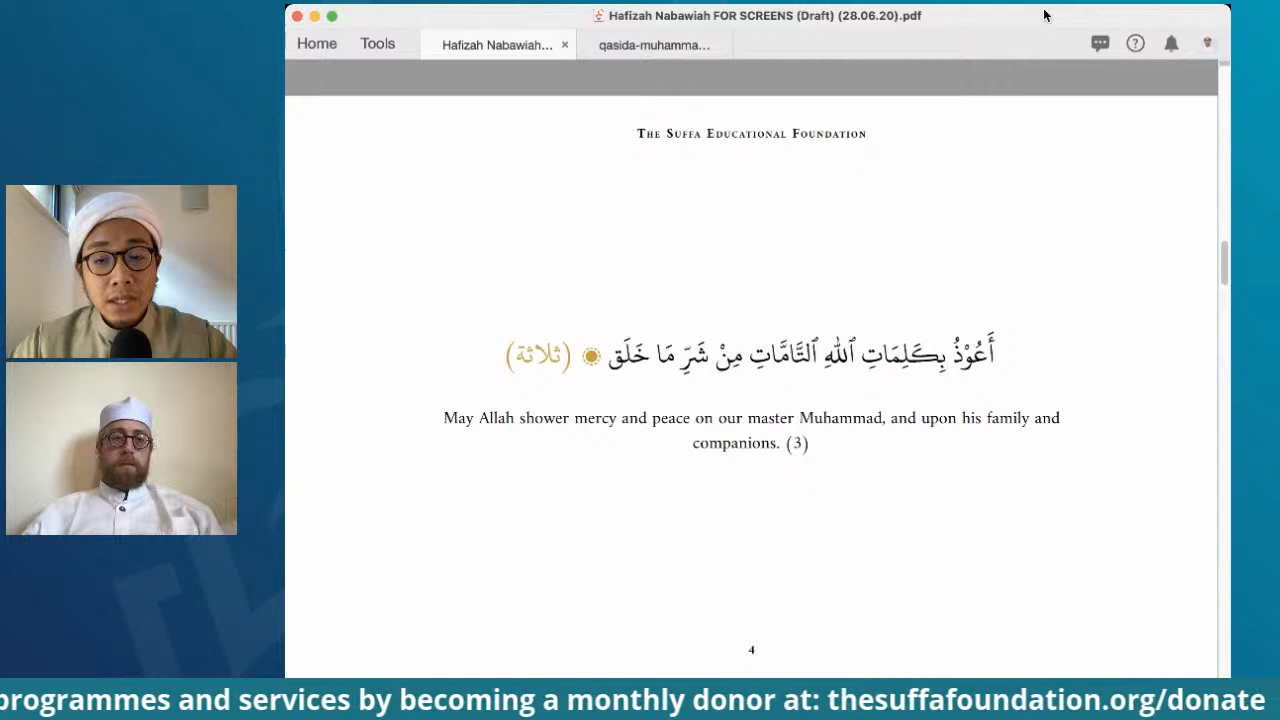 Hafizah Nabawiah FOR SCREENS (Draft) (28.06.20).pdf
Home Tools Hafizah Nabawiah... × qasida-muhamma...
THE SUFFA EDUCATIONAL FOUNDATION
أَعُوْذُ بِكَلِمَاتِ ٱللهِ ٱلتَّامَّاتِ مِنْ شَرِّ مَا خَلَق (ثلاثة)
May Allah shower mercy and peace on our master Muhammad, and upon his family and
companions. (3)
4
programmes and services by becoming a monthly donor at: thesuffafoundation.org/donate